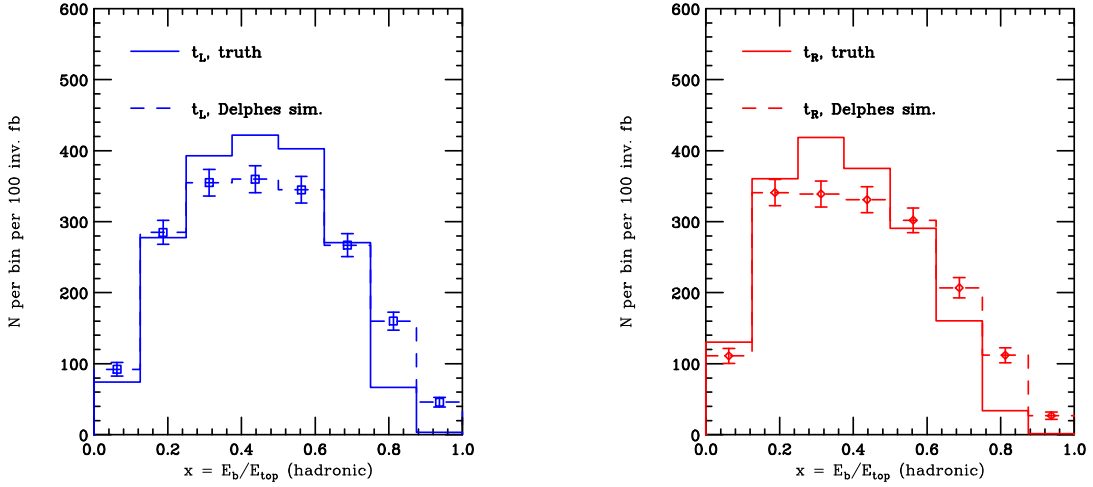 600
500
400
300
200
100
0
N per bin per 100 inv. fb
t_L, truth
t_L, Delphes sim.
0.0 0.2 0.4 0.6 0.8 1.0
x = E_b/E_top (hadronic)
600
500
400
300
200
100
0
N per bin per 100 inv. fb
t_R, truth
t_R, Delphes sim.
0.0 0.2 0.4 0.6 0.8 1.0
x = E_b/E_top (hadronic)